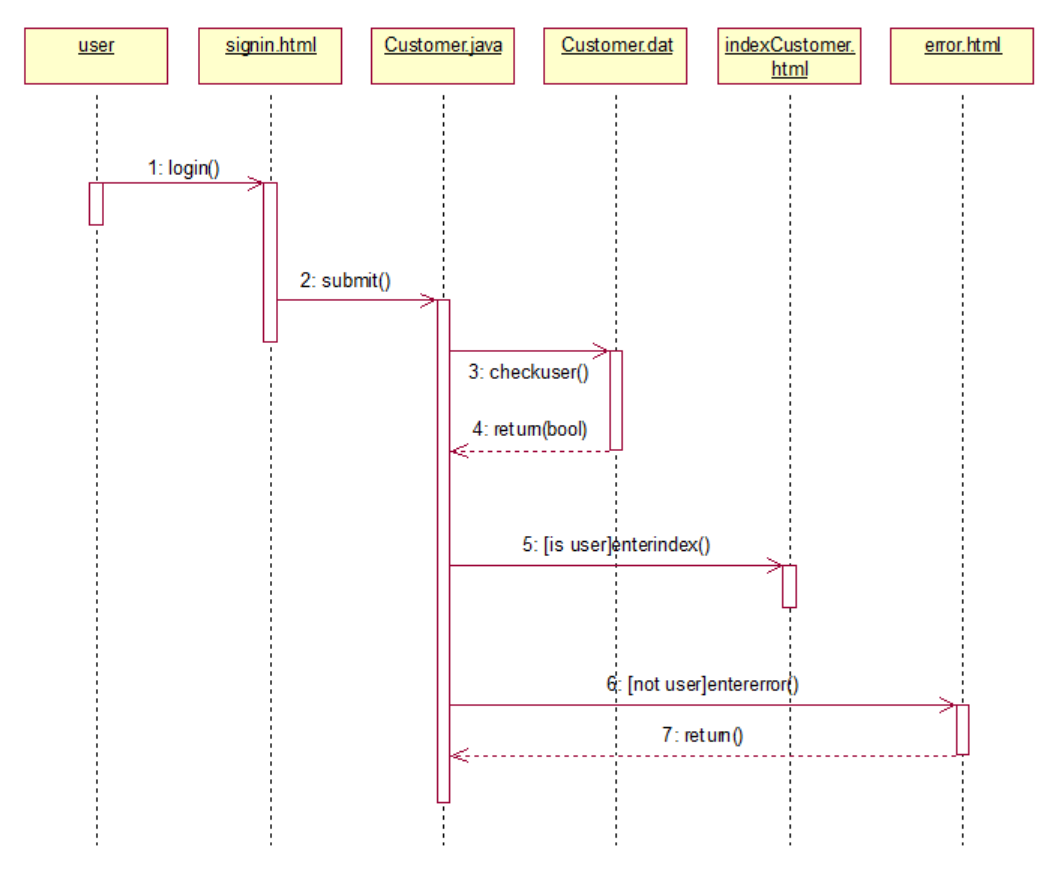 user
signin.html
Customer.java
Customer.dat
indexCustomer.
html
error.html
1: login()
2: submit()
3: checkuser()
4: return(bool)
5: [is user]enterindex()
6: [not user]entererror()
7: return()